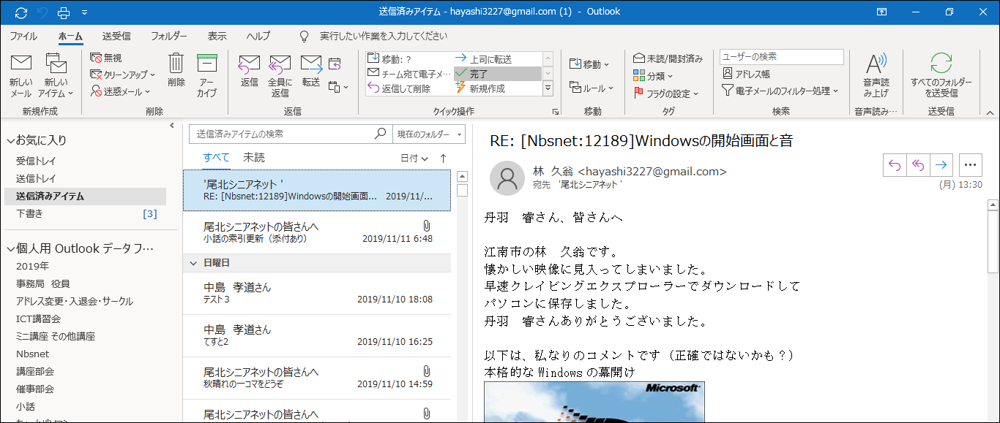 送信済みアイテム - hayashi3227@gmail.com (1) - Outlook
ファイル ホーム 送受信 フォルダー 表示 ヘルプ 実行したい作業を入力してください
新しい
メール
新しい
アイテム
新規作成
無視
クリーンアップ
迷惑メール
削除
アー
カイブ
削除
返信
全員に
返信
転送
返信
移動: ?
チーム宛て電子メ…
返信して削除
上司に転送
完了
新規作成
クイック操作
移動
ルール
移動
未読/開封済み
分類
フラグの設定
タグ
ユーザーの検索
アドレス帳
電子メールのフィルター処理
検索
音声読
み上げ
音声読み…
すべてのフォルダー
を送受信
送受信
お気に入り
受信トレイ
送信トレイ
送信済みアイテム
下書き [3]
個人用 Outlook データ フ…
2019年
事務局 役員
アドレス変更・入退会・サークル
ICT講習会
ミニ講座 その他講座
Nbsnet
講座部会
催事部会
小話
送信済みアイテムの検索 現在のフォルダー
すべて 未読 日付 ↑
'尾北シニアネット '
RE: [Nbsnet:12189]Windowsの開始画面… 2019/11/…
尾北シニアネットの皆さんへ
小話の索引更新（添付あり） 2019/11/11 6:48
日曜日
中島 孝道さん
テスト３ 2019/11/10 18:08
中島 孝道さん
てすと2 2019/11/10 16:25
尾北シニアネットの皆さんへ
秋晴れの一コマをどうぞ 2019/11/10 14:59
尾北シニアネットの皆さんへ
RE: [Nbsnet:12189]Windowsの開始画面と音
林 久翁 <hayashi3227@gmail.com>
宛先 '尾北シニアネット '
(月) 13:30
丹羽　睿さん、皆さんへ
江南市の林　久翁です。
懐かしい映像に見入ってしまいました。
早速クレイビングエクスプローラーでダウンロードして
パソコンに保存しました。
丹羽　睿さんありがとうございました。
以下は、私なりのコメントです（正確ではないかも？）
本格的な Windows の幕開け
Microsoft